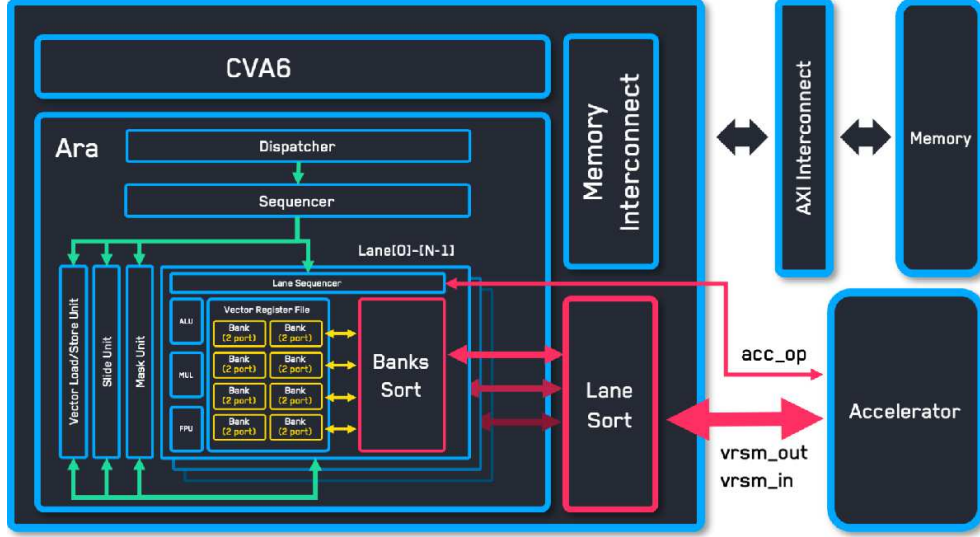 CVA6
Memory
Interconnect
AXI Interconnect
Memory
Ara
Dispatcher
Sequencer
Lane[0]-[N-1]
Vector Load/Store Unit
Slide Unit
Mask Unit
Lane Sequencer
ALU
MUL
FPU
Vector Register File
Bank
(2 port)
Bank
(2 port)
Bank
(2 port)
Bank
(2 port)
Bank
(2 port)
Bank
(2 port)
Bank
(2 port)
Bank
(2 port)
Banks
Sort
Lane
Sort
acc_op
vrsm_out
vrsm_in
Accelerator